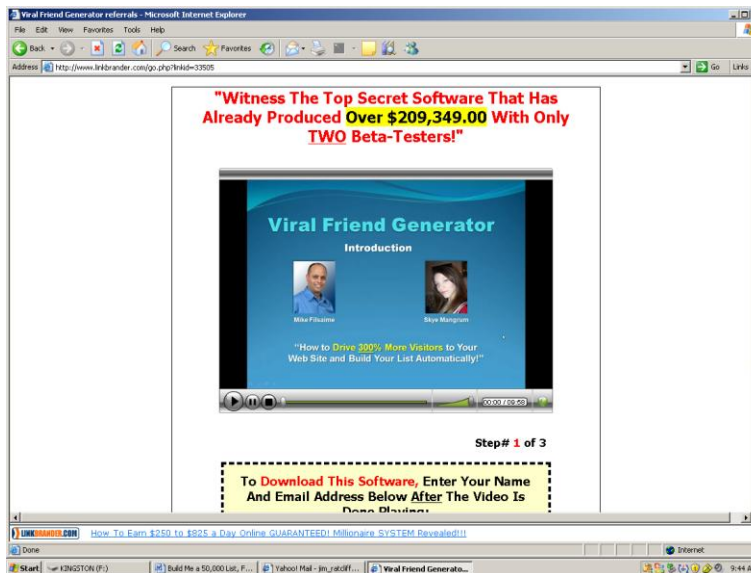 Viral Friend Generator referrals - Microsoft Internet Explorer
File Edit View Favorites Tools Help
Back Search Favorites
Address http://www.linkbrander.com/go.php?linkid=33505 Go Links
"Witness The Top Secret Software That Has
Already Produced Over $209,349.00 With Only
TWO Beta-Testers!"
Viral Friend Generator
Introduction
Mike Filsaime Skye Mangrum
"How to Drive 300% More Visitors to Your
Web Site and Build Your List Automatically!"
00:00 / 09:58
Step# 1 of 3
To Download This Software, Enter Your Name
And Email Address Below After The Video Is
Done Playing:
LINKBRANDER.COM How To Earn $250 to $825 a Day Online GUARANTEED! Millionaire SYSTEM Revealed!!!
Done Internet
Start KINGSTON (F:) Build Me a 50,000 List, F... Yahoo! Mail - jim_ratcliff... Viral Friend Generato... 9:44 A